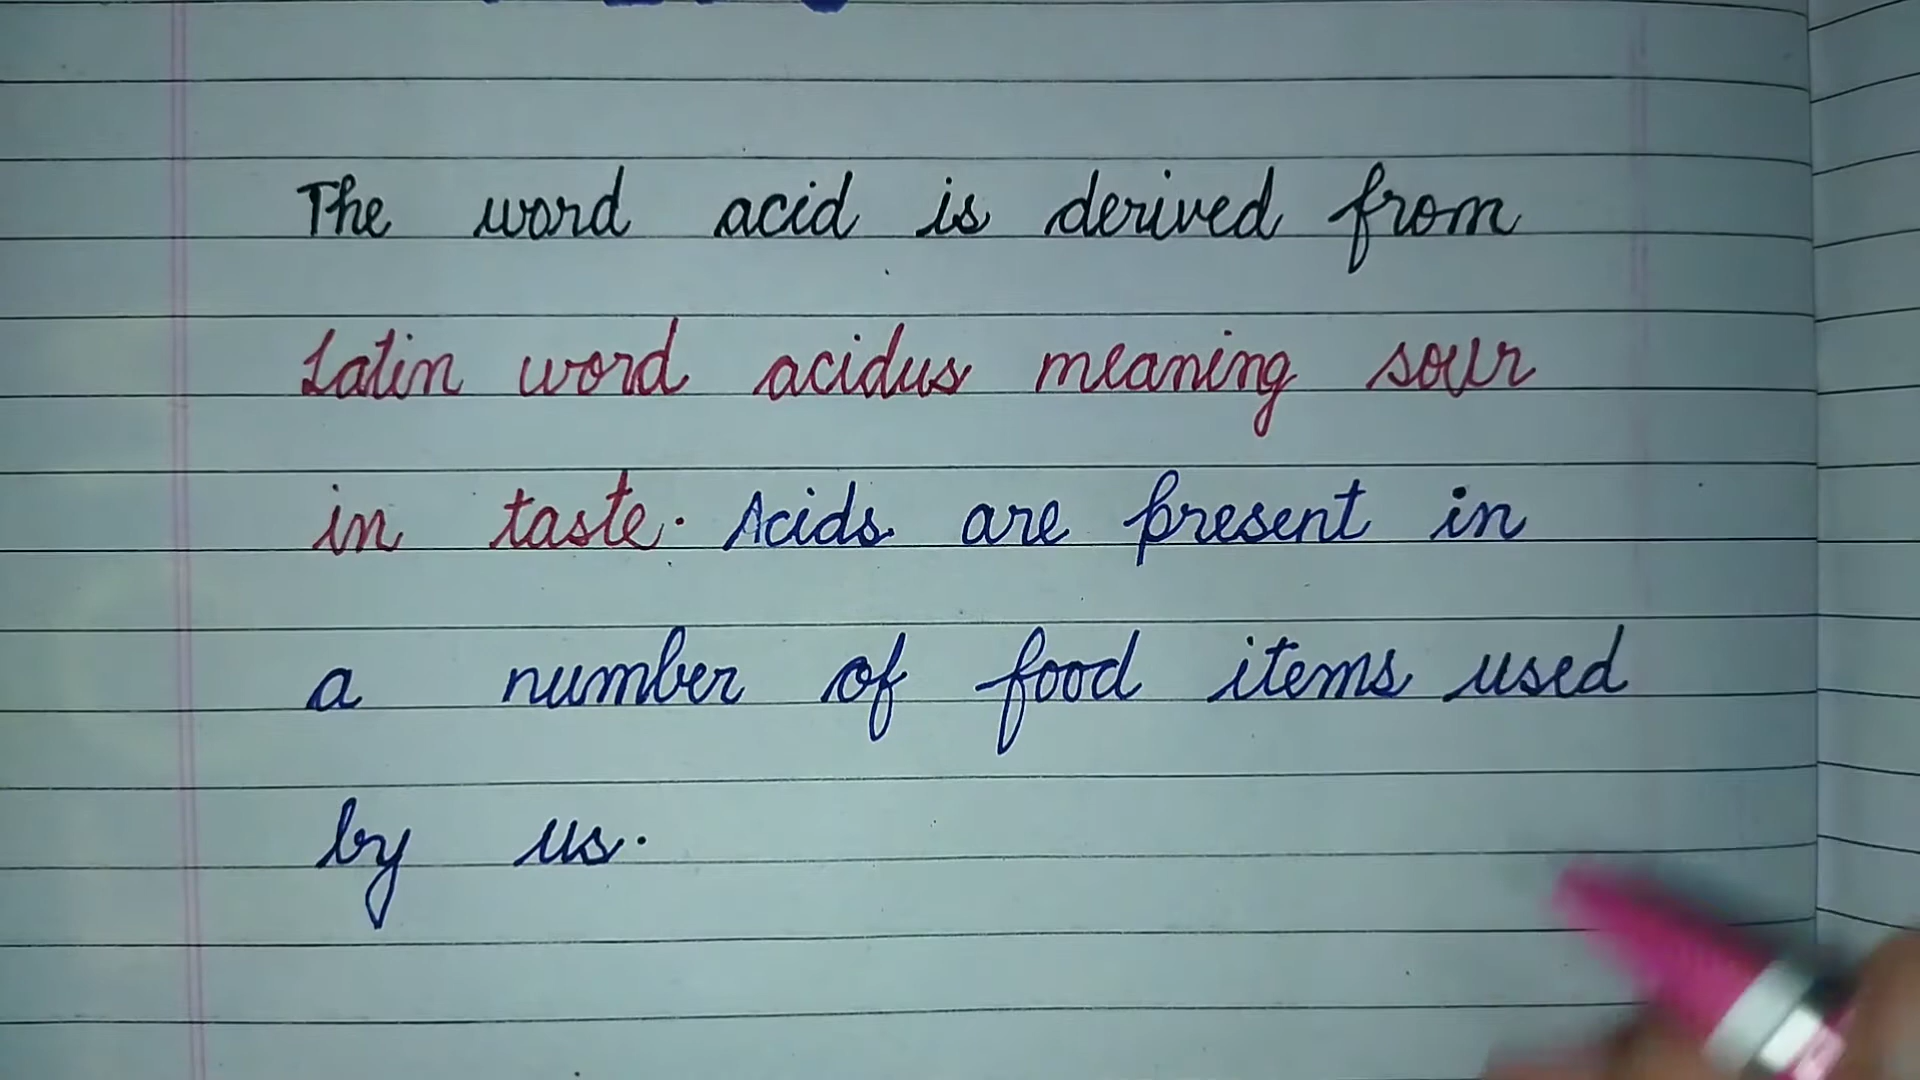 The word acid is derived from
Latin word acidus meaning sour
in taste. Acids are present in
a number of food items used
by us.